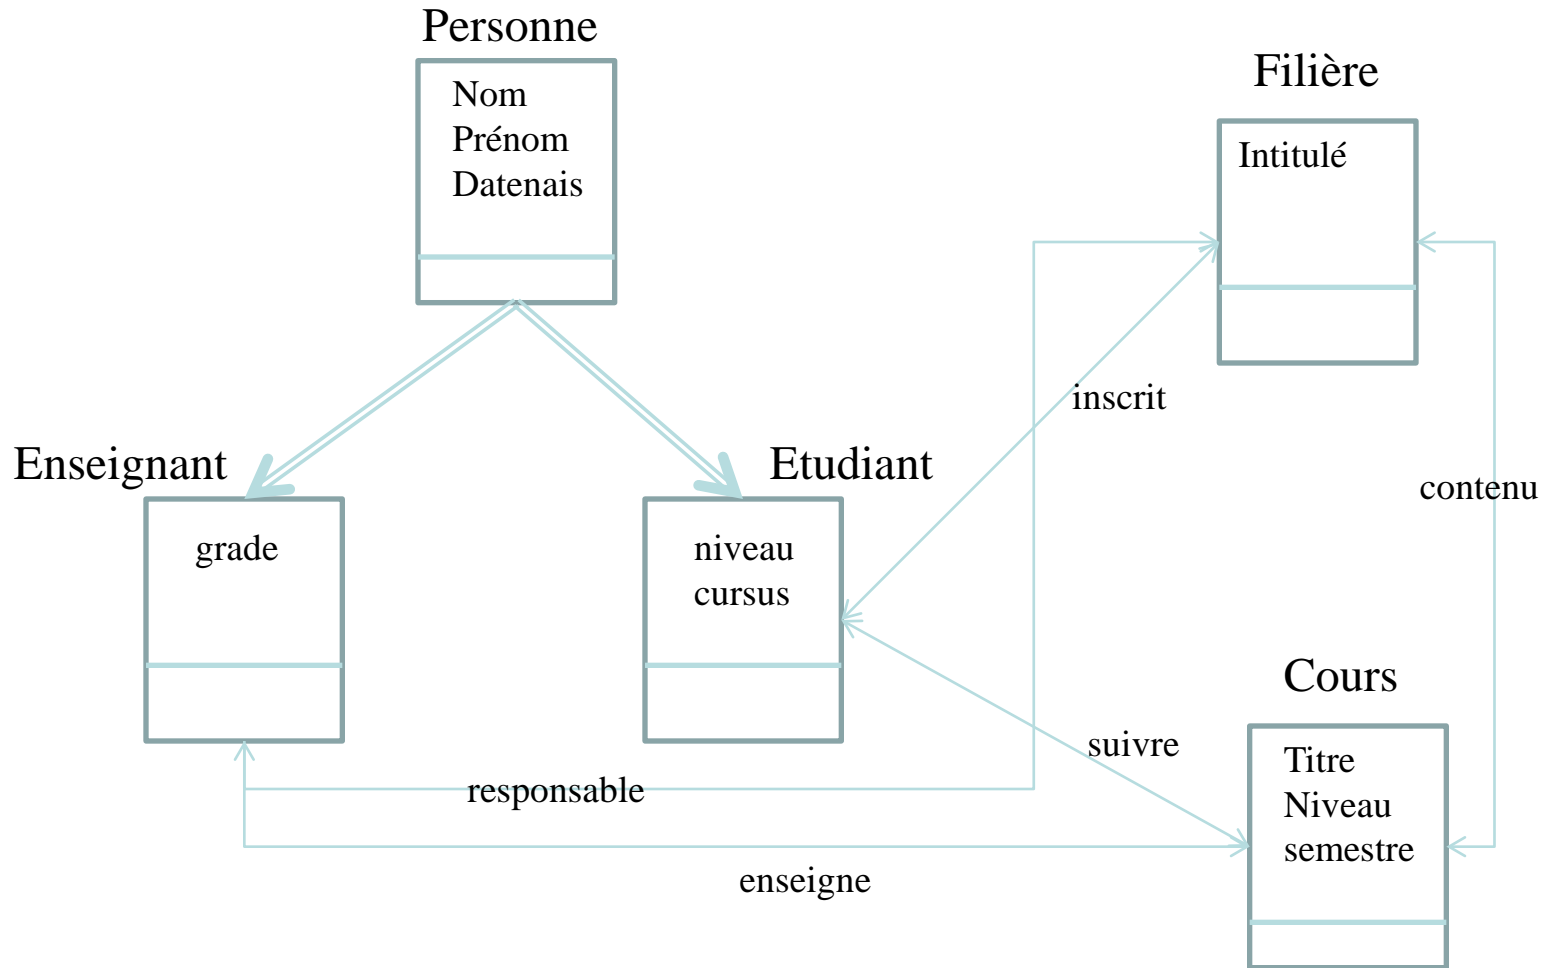 Personne
Nom
Prénom
Datenais
Filière
Intitulé
inscrit
Enseignant
grade
Etudiant
niveau
cursus
contenu
Cours
Titre
Niveau
semestre
suivre
responsable
enseigne